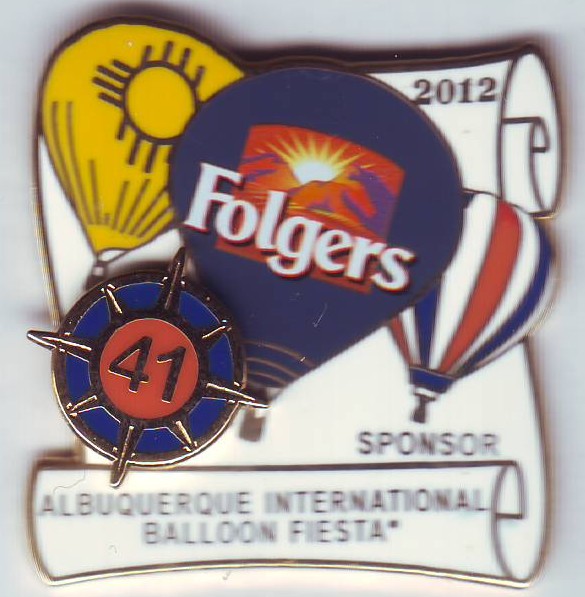 2012
Folgers
41
SPONSOR
ALBUQUERQUE INTERNATIONAL
BALLOON FIESTA®